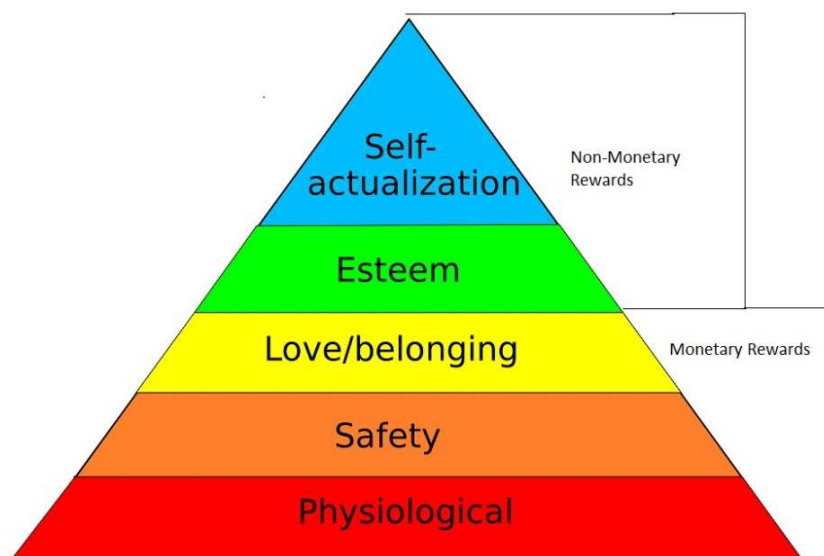 Self-
actualization
Non-Monetary
Rewards
Esteem
Love/belonging
Monetary Rewards
Safety
Physiological